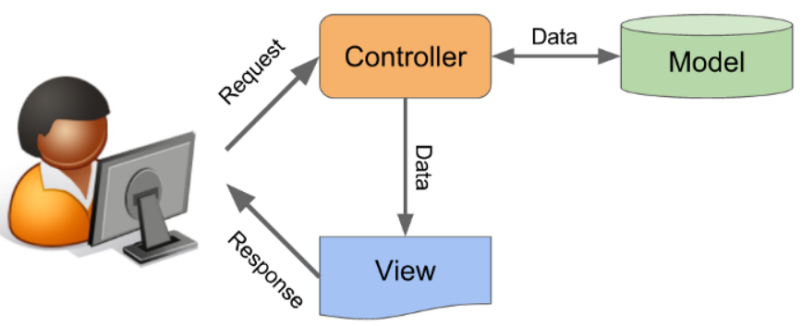 Request
Controller
Data
Model
Data
Response
View